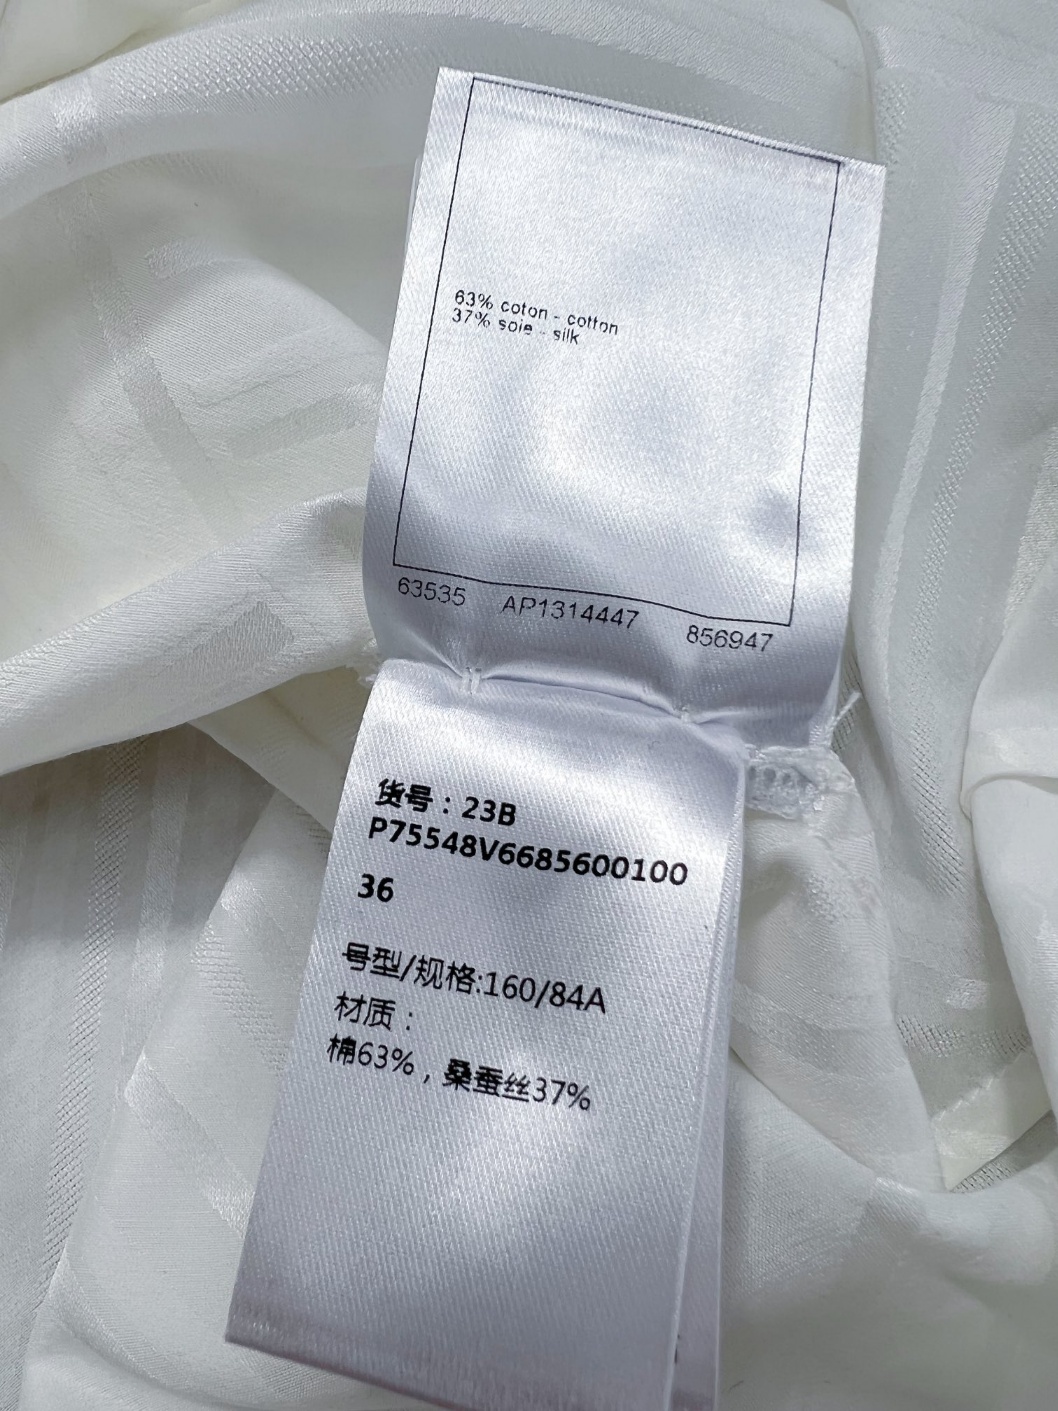 63% coton - cotton
37% soie - silk
63535 AP1314447 856947
货号：23B
P75548V6685600100
36
号型/规格:160/84A
材质：
棉63%，桑蚕丝37%